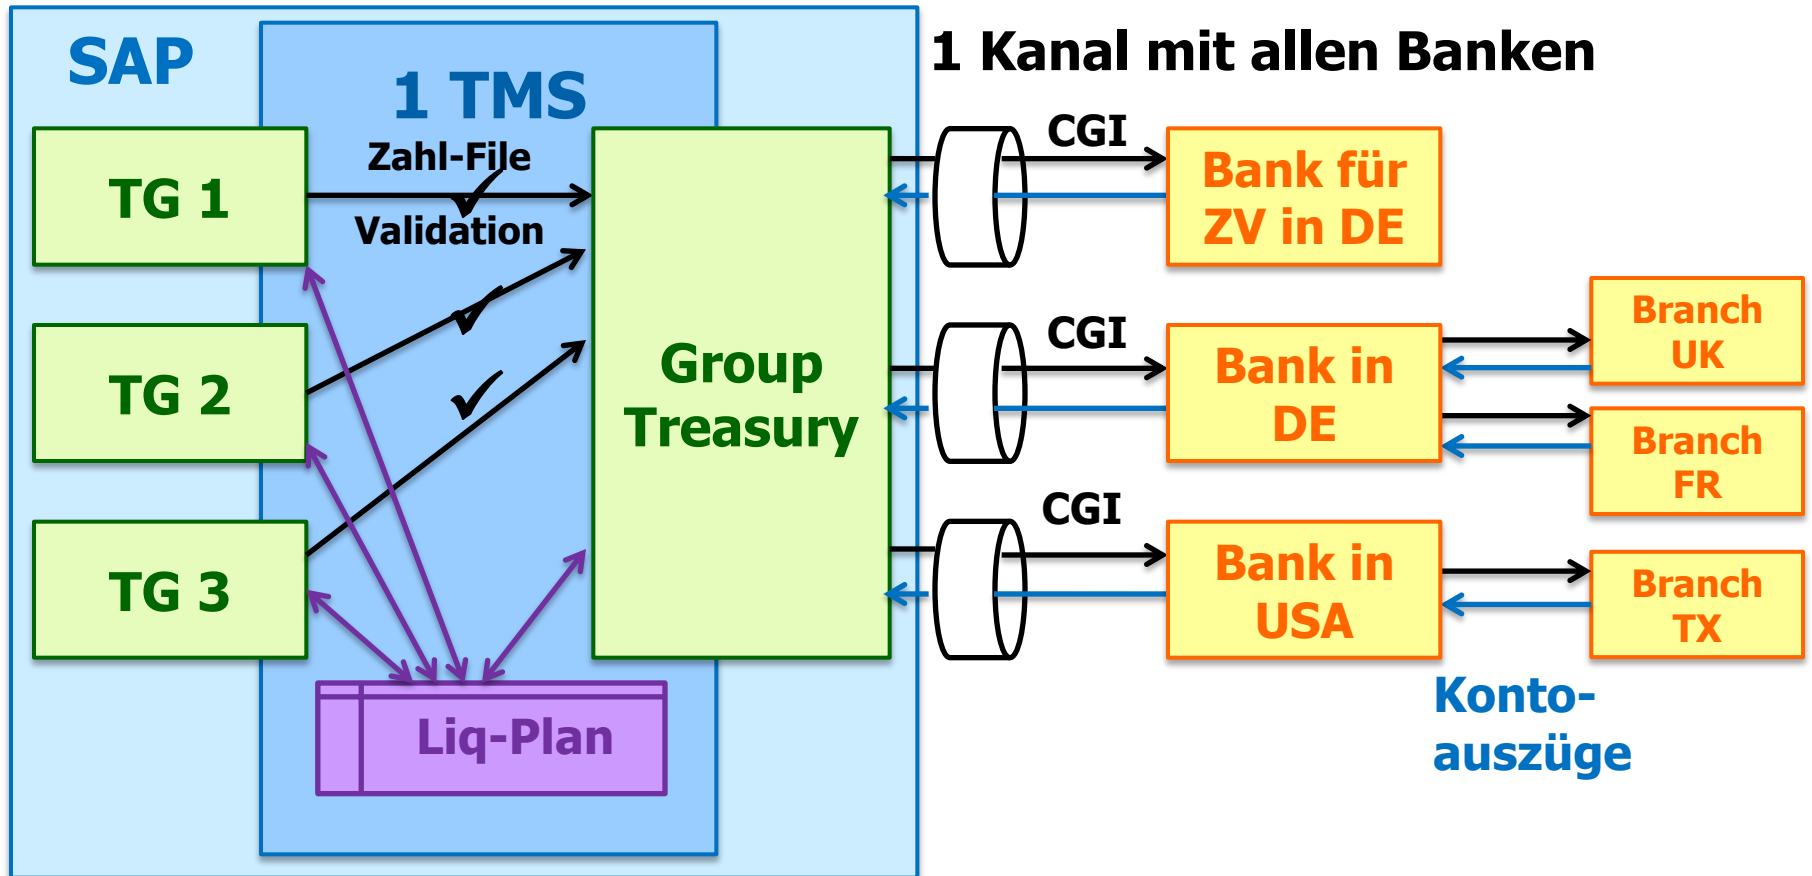 SAP
1 TMS
1 Kanal mit allen Banken
TG 1
Zahl-File
Validation
TG 2
TG 3
Group
Treasury
Liq-Plan
CGI
Bank für
ZV in DE
CGI
Bank in
DE
Branch
UK
Branch
FR
CGI
Bank in
USA
Branch
TX
Konto-
auszüge